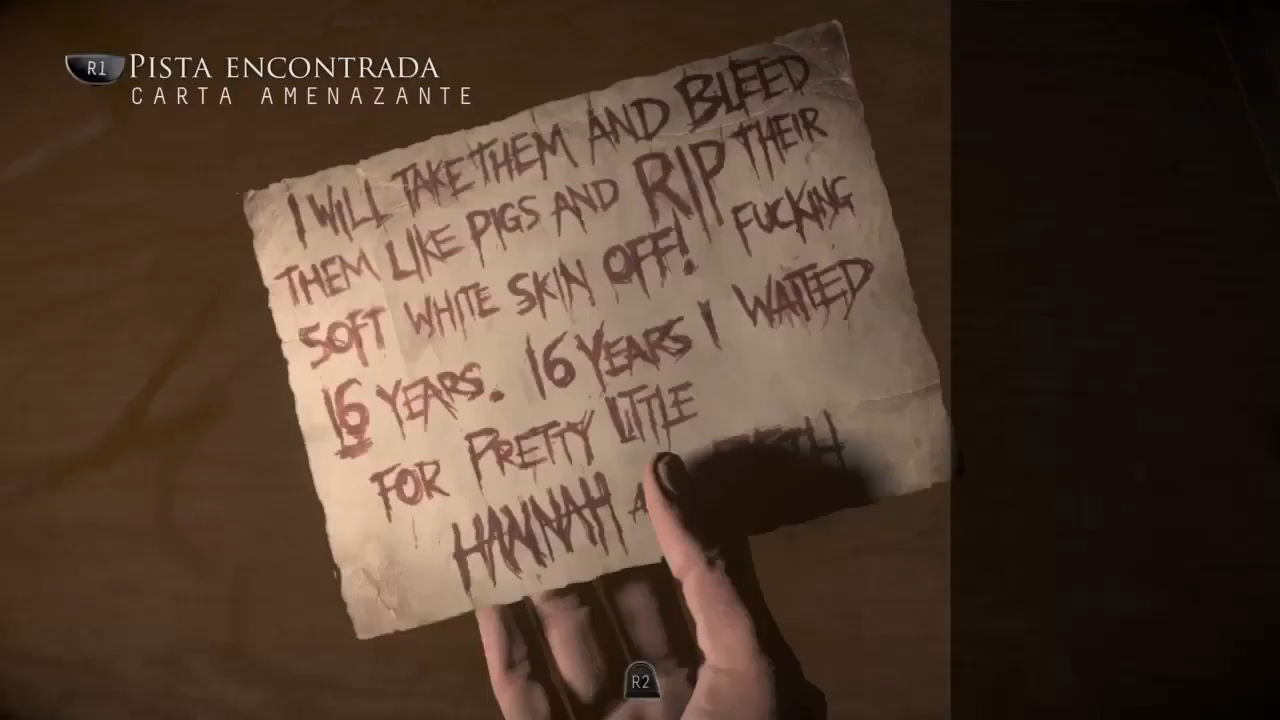 R1 PISTA ENCONTRADA
CARTA AMENAZANTE
I WILL TAKE THEM AND BLEED
THEM LIKE PIGS AND RIP THEIR
SOFT WHITE SKIN OFF! FUCKING
16 YEARS. 16 YEARS I WAITED
FOR PRETTY LITTLE
HANNAH
R2